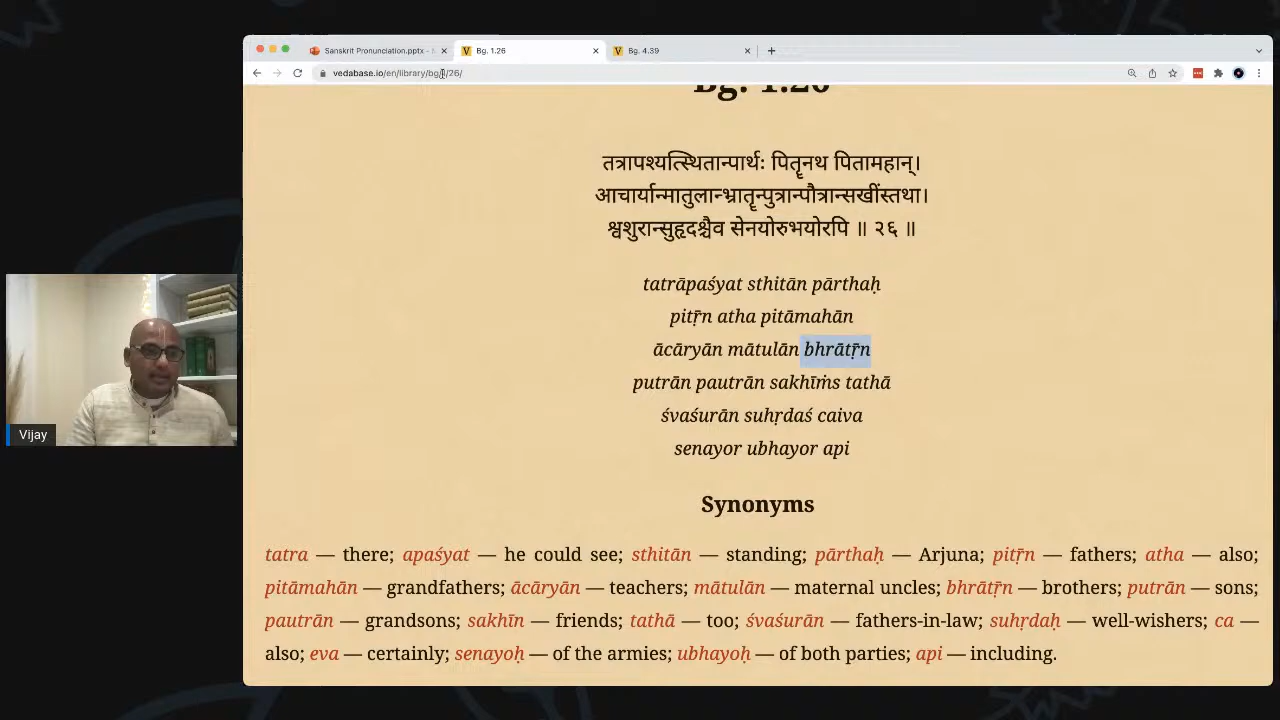 Sanskrit Pronunciation.pptx
Bg. 1.26
Bg. 4.39
vedabase.io/en/library/bg/1/26/
Bg. 1.26
तत्रापश्यत्स्थितान्पार्थः पितॄनथ पितामहान्।
आचार्यान्मातुलान्भ्रातॄन्पुत्रान्पौत्रान्सखींस्तथा।
श्वशुरान्सुहृदश्चैव सेनयोरुभयोरपि ॥ २६ ॥
tatrāpaśyat sthitān pārthaḥ
pitṝn atha pitāmahān
ācāryān mātulān bhrātṝn
putrān pautrān sakhīṁs tathā
śvaśurān suhṛdaś caiva
senayor ubhayor api
Synonyms
tatra — there; apaśyat — he could see; sthitān — standing; pārthaḥ — Arjuna; pitṝn — fathers; atha — also;
pitāmahān — grandfathers; ācāryān — teachers; mātulān — maternal uncles; bhrātṝn — brothers; putrān — sons;
pautrān — grandsons; sakhīn — friends; tathā — too; śvaśurān — fathers-in-law; suhṛdaḥ — well-wishers; ca —
also; eva — certainly; senayoḥ — of the armies; ubhayoḥ — of both parties; api — including.
Vijay